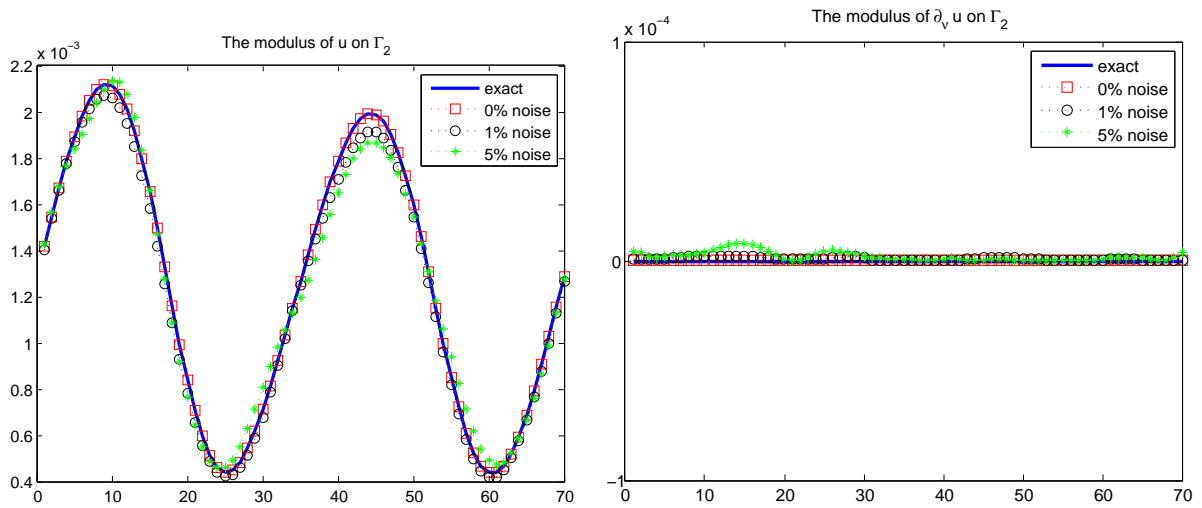 The modulus of u on Γ₂
x 10⁻³
2.2
2
1.8
1.6
1.4
1.2
1
0.8
0.6
0.4
0
10
20
30
40
50
60
70
exact
0% noise
1% noise
5% noise
The modulus of ∂ᵥ u on Γ₂
x 10⁻⁴
1
0
−1
0
10
20
30
40
50
60
70
exact
0% noise
1% noise
5% noise